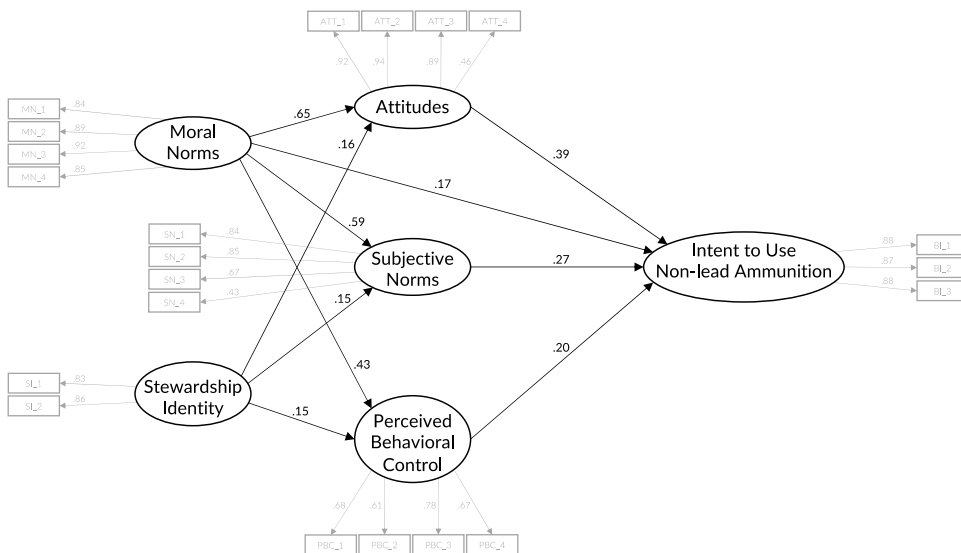 ATT_1
ATT_2
ATT_3
ATT_4
.92
.94
.89
.46
MN_1
MN_2
MN_3
MN_4
.84
.89
.92
.85
Moral
Norms
Attitudes
.65
.16
.39
.17
.59
SN_1
SN_2
SN_3
SN_4
.84
.85
.67
.43
Subjective
Norms
.27
Intent to Use
Non-lead Ammunition
.88
.87
.88
BI_1
BI_2
BI_3
.15
.43
.20
SI_1
SI_2
.83
.86
Stewardship
Identity
.15
Perceived
Behavioral
Control
.68
.61
.78
.67
PBC_1
PBC_2
PBC_3
PBC_4